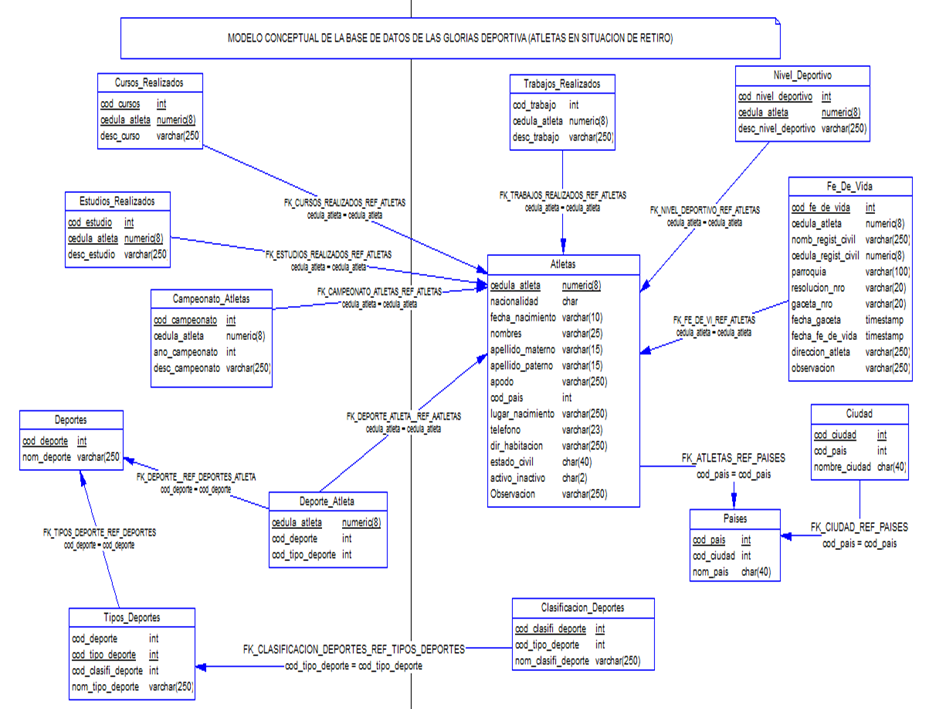 MODELO CONCEPTUAL DE LA BASE DE DATOS DE LAS GLORIAS DEPORTIVA (ATLETAS EN SITUACION DE RETIRO)
Cursos_Realizados
cod_cursos int
cedula_atleta numeric(8)
desc_curso varchar(250
Trabajos_Realizados
cod_trabajo int
cedula_atleta numeric(8)
desc_trabajo varchar(250)
Nivel_Deportivo
cod_nivel_deportivo int
cedula_atleta numeric(8)
desc_nivel_deportivo varchar(250)
FK_CURSOS_REALIZADOS_REF_ATLETAS
cedula_atleta = cedula_atleta
FK_TRABAJOS_REALIZADOS_REF_ATLETAS
cedula_atleta = cedula_atleta
FK_NIVEL_DEPORTIVO_REF_ATLETAS
cedula_atleta = cedula_atleta
Estudios_Realizados
cod_estudio int
cedula_atleta numeric(8)
desc_estudio varchar(250
FK_ESTUDIOS_REALIZADOS_REF_ATLETAS
cedula_atleta = cedula_atleta
Fe_De_Vida
cod_fe_de_vida int
cedula_atleta numeric(8)
nomb_regist_civil varchar(250)
cedula_regist_civil numeric(8)
parroquia varchar(100)
resolucion_nro varchar(20)
gaceta_nro varchar(20)
fecha_gaceta timestamp
fecha_fe_de_vida timestamp
direccion_atleta varchar(250)
observacion varchar(250)
FK_FE_DE_VI_REF_ATLETAS
cedula_atleta = cedula_atleta
Campeonato_Atletas
cod_campeonato int
cedula_atleta numeric(8)
ano_campeonato int
desc_campeonato varchar(250)
FK_CAMPEONATO_ATLETAS_REF_ATLETAS
cedula_atleta = cedula_atleta
Atletas
cedula_atleta numeric(8)
nacionalidad char
fecha_nacimiento varchar(10)
nombres varchar(25)
apellido_materno varchar(15)
apellido_paterno varchar(15)
apodo varchar(250)
cod_pais int
lugar_nacimiento varchar(250)
telefono varchar(23)
dir_habitacion varchar(250)
estado_civil char(40)
activo_inactivo char(2)
Observacion varchar(250)
FK_DEPORTE_ATLETA__REF_AATLETAS
cedula_atleta = cedula_atleta
Deportes
cod_deporte int
nom_deporte varchar(250
FK_DEPORTE__REF_DEPORTES_ATLETA
cod_deporte = cod_deporte
Deporte_Atleta
cedula_atleta numeric(8)
cod_deporte int
cod_tipo_deporte int
Ciudad
cod_ciudad int
cod_pais int
nombre_ciudad char(40)
FK_ATLETAS_REF_PAISES
cod_pais = cod_pais
Paises
cod_pais int
cod_ciudad int
nom_pais char(40)
FK_CIUDAD_REF_PAISES
cod_pais = cod_pais
FK_TIPOS_DEPORTE_REF_DEPORTES
cod_deporte = cod_deporte
Tipos_Deportes
cod_deporte int
cod_tipo_deporte int
cod_clasifi_deporte int
nom_tipo_deporte varchar(250)
FK_CLASIFICACION_DEPORTES_REF_TIPOS_DEPORTES
cod_tipo_deporte = cod_tipo_deporte
Clasificacion_Deportes
cod_clasifi_deporte int
cod_tipo_deporte int
nom_clasifi_deporte varchar(250)